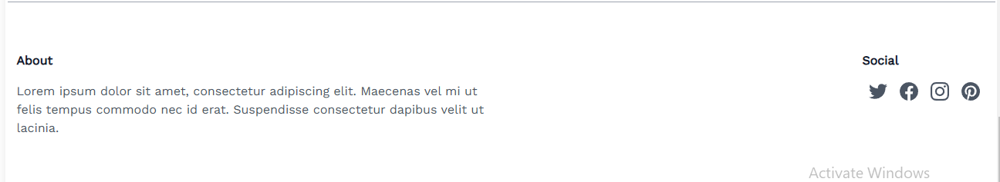 About
Lorem ipsum dolor sit amet, consectetur adipiscing elit. Maecenas vel mi ut
felis tempus commodo nec id erat. Suspendisse consectetur dapibus velit ut
lacinia.
Social
Activate Windows